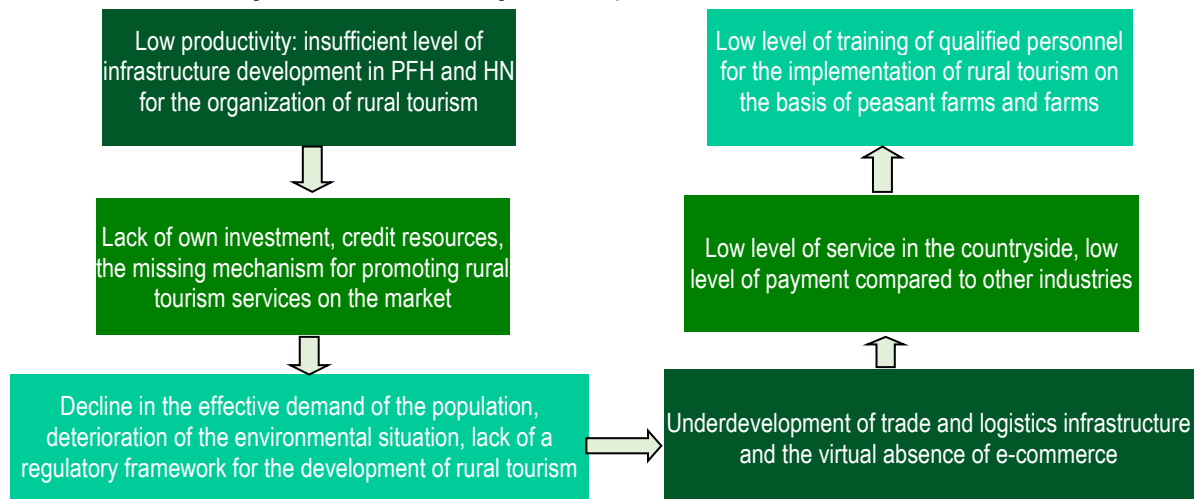 Low productivity: insufficient level of
infrastructure development in PFH and HN
for the organization of rural tourism
Lack of own investment, credit resources,
the missing mechanism for promoting rural
tourism services on the market
Decline in the effective demand of the population,
deterioration of the environmental situation, lack of a
regulatory framework for the development of rural tourism
Underdevelopment of trade and logistics infrastructure
and the virtual absence of e-commerce
Low level of service in the countryside, low
level of payment compared to other industries
Low level of training of qualified personnel
for the implementation of rural tourism on
the basis of peasant farms and farms